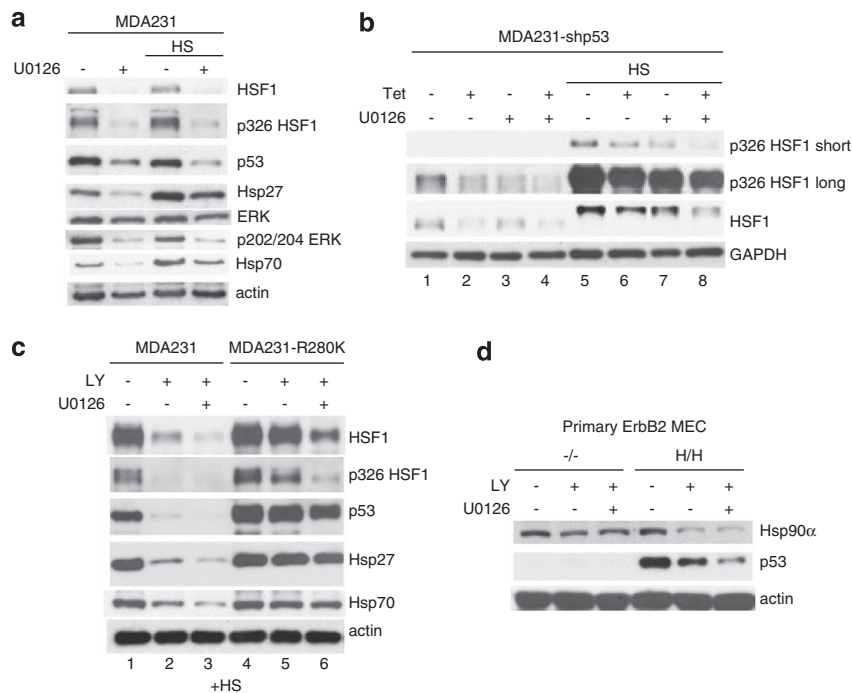 a
MDA231
HS
U0126 - + - +
HSF1
p326 HSF1
p53
Hsp27
ERK
p202/204 ERK
Hsp70
actin
b
MDA231-shp53
HS
Tet - + - + - + - +
U0126 - - + + - - + +
p326 HSF1 short
p326 HSF1 long
HSF1
GAPDH
1 2 3 4 5 6 7 8
c
MDA231 MDA231-R280K
LY - + + - + +
U0126 - - + - - +
HSF1
p326 HSF1
p53
Hsp27
Hsp70
actin
1 2 3 4 5 6
+HS
d
Primary ErbB2 MEC
-/- H/H
LY - + + - + +
U0126 - - + - - +
Hsp90α
p53
actin